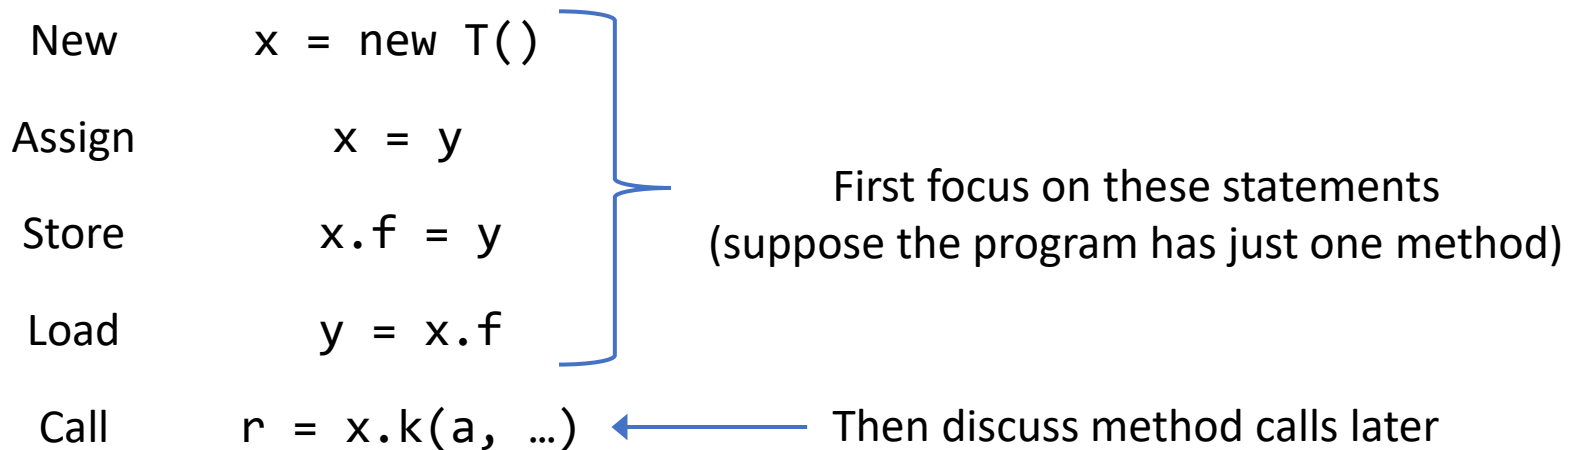 New x = new T()
Assign x = y
First focus on these statements
Store x.f = y
(suppose the program has just one method)
Load y = x.f
Call r = x.k(a, …) Then discuss method calls later